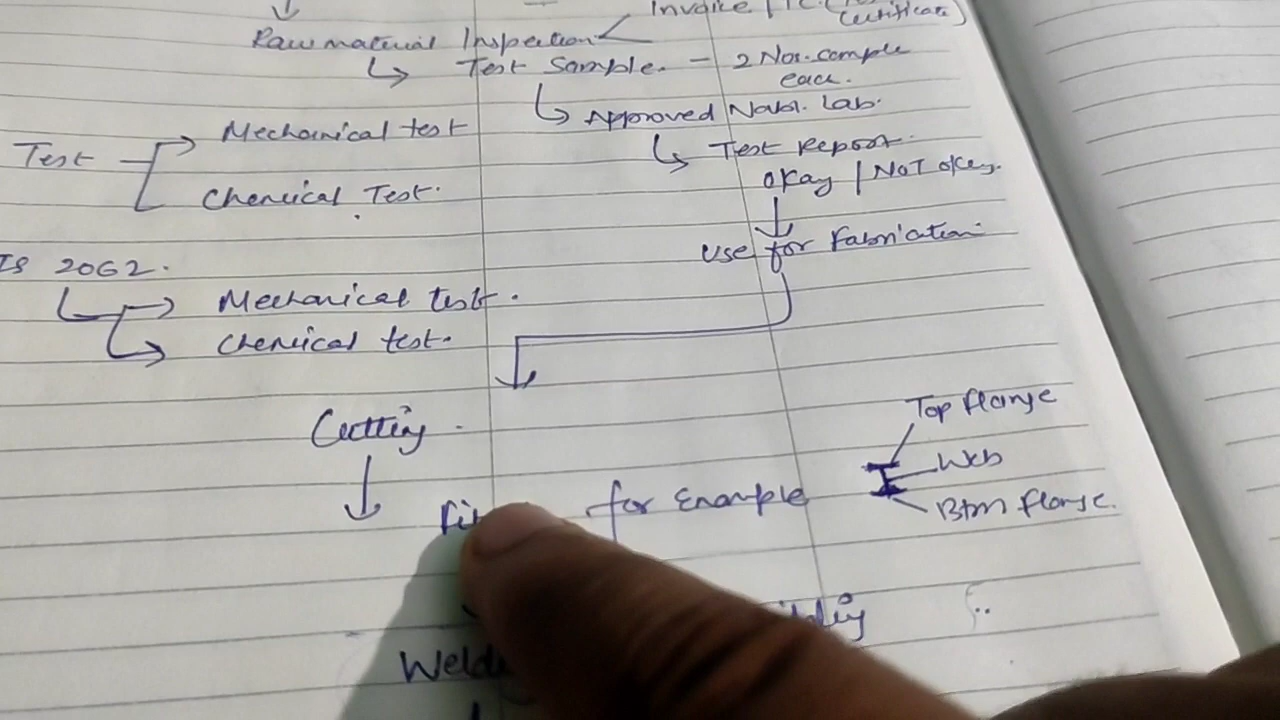 Invoice / T.C. (
Certificate)
Raw material Inspection
Test Sample. - 2 Nos. sample
each.
Approved Nabl. Lab.
Test → Mechanical test
Test Report.
Chemical Test.
okay / NOT okay.
Use for Fabrication.
IS 2062.
→ Mechanical test.
→ Chemical test.
Cutting.
Top flange
Web
for Example
Btm flange.